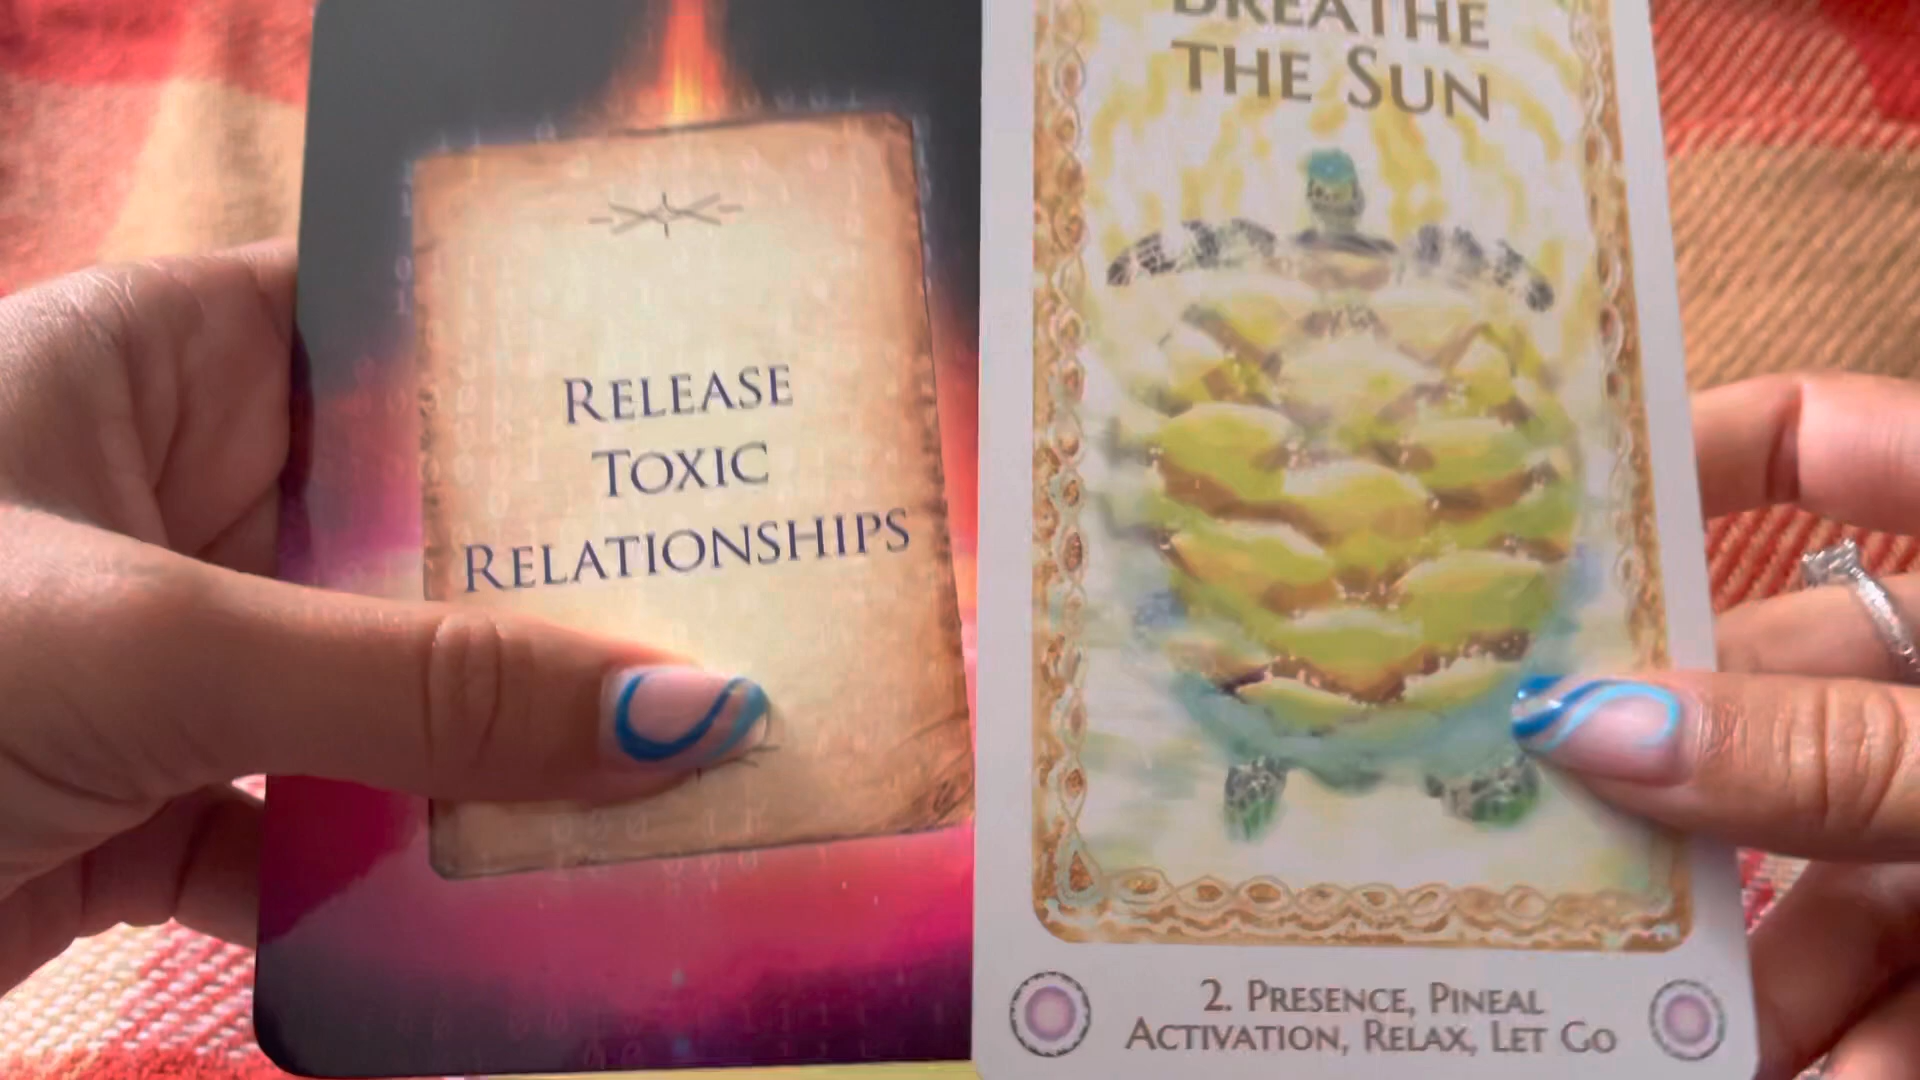 RELEASE
TOXIC
RELATIONSHIPS
BREATHE
THE SUN
2. PRESENCE, PINEAL
ACTIVATION, RELAX, LET GO